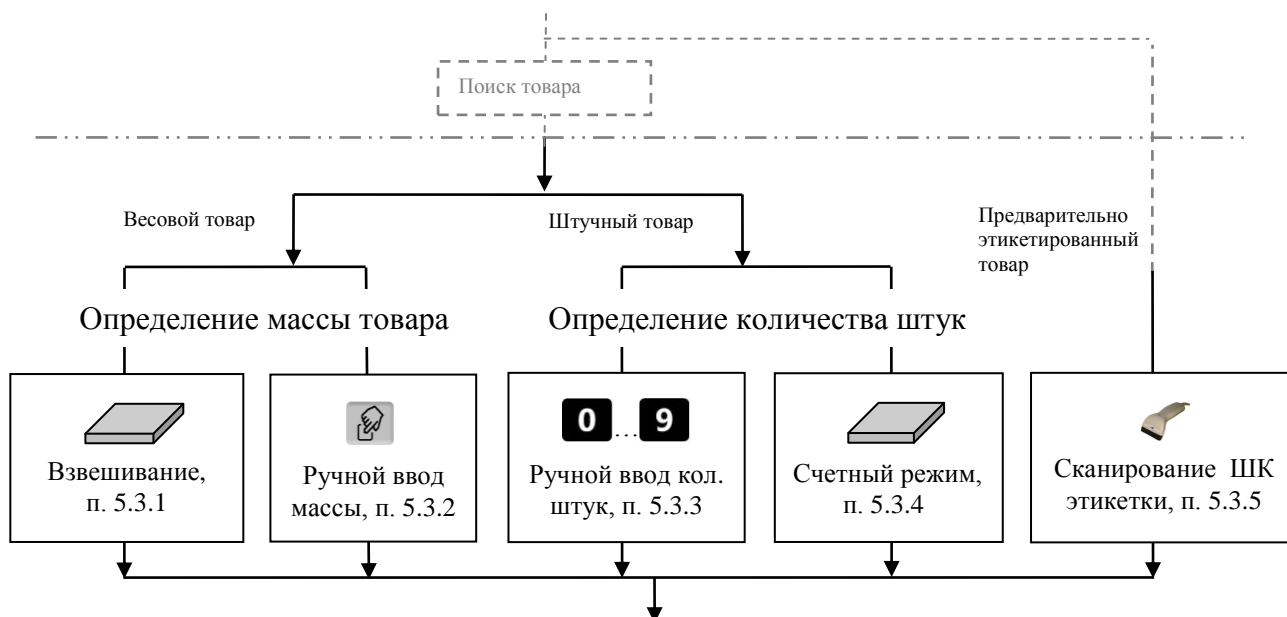 Поиск товара
Весовой товар
Штучный товар
Предварительно
этикетированный
товар
Определение массы товара
Определение количества штук
Взвешивание,
п. 5.3.1
Ручной ввод
массы, п. 5.3.2
0...9
Ручной ввод кол.
штук, п. 5.3.3
Счетный режим,
п. 5.3.4
Сканирование ШК
этикетки, п. 5.3.5